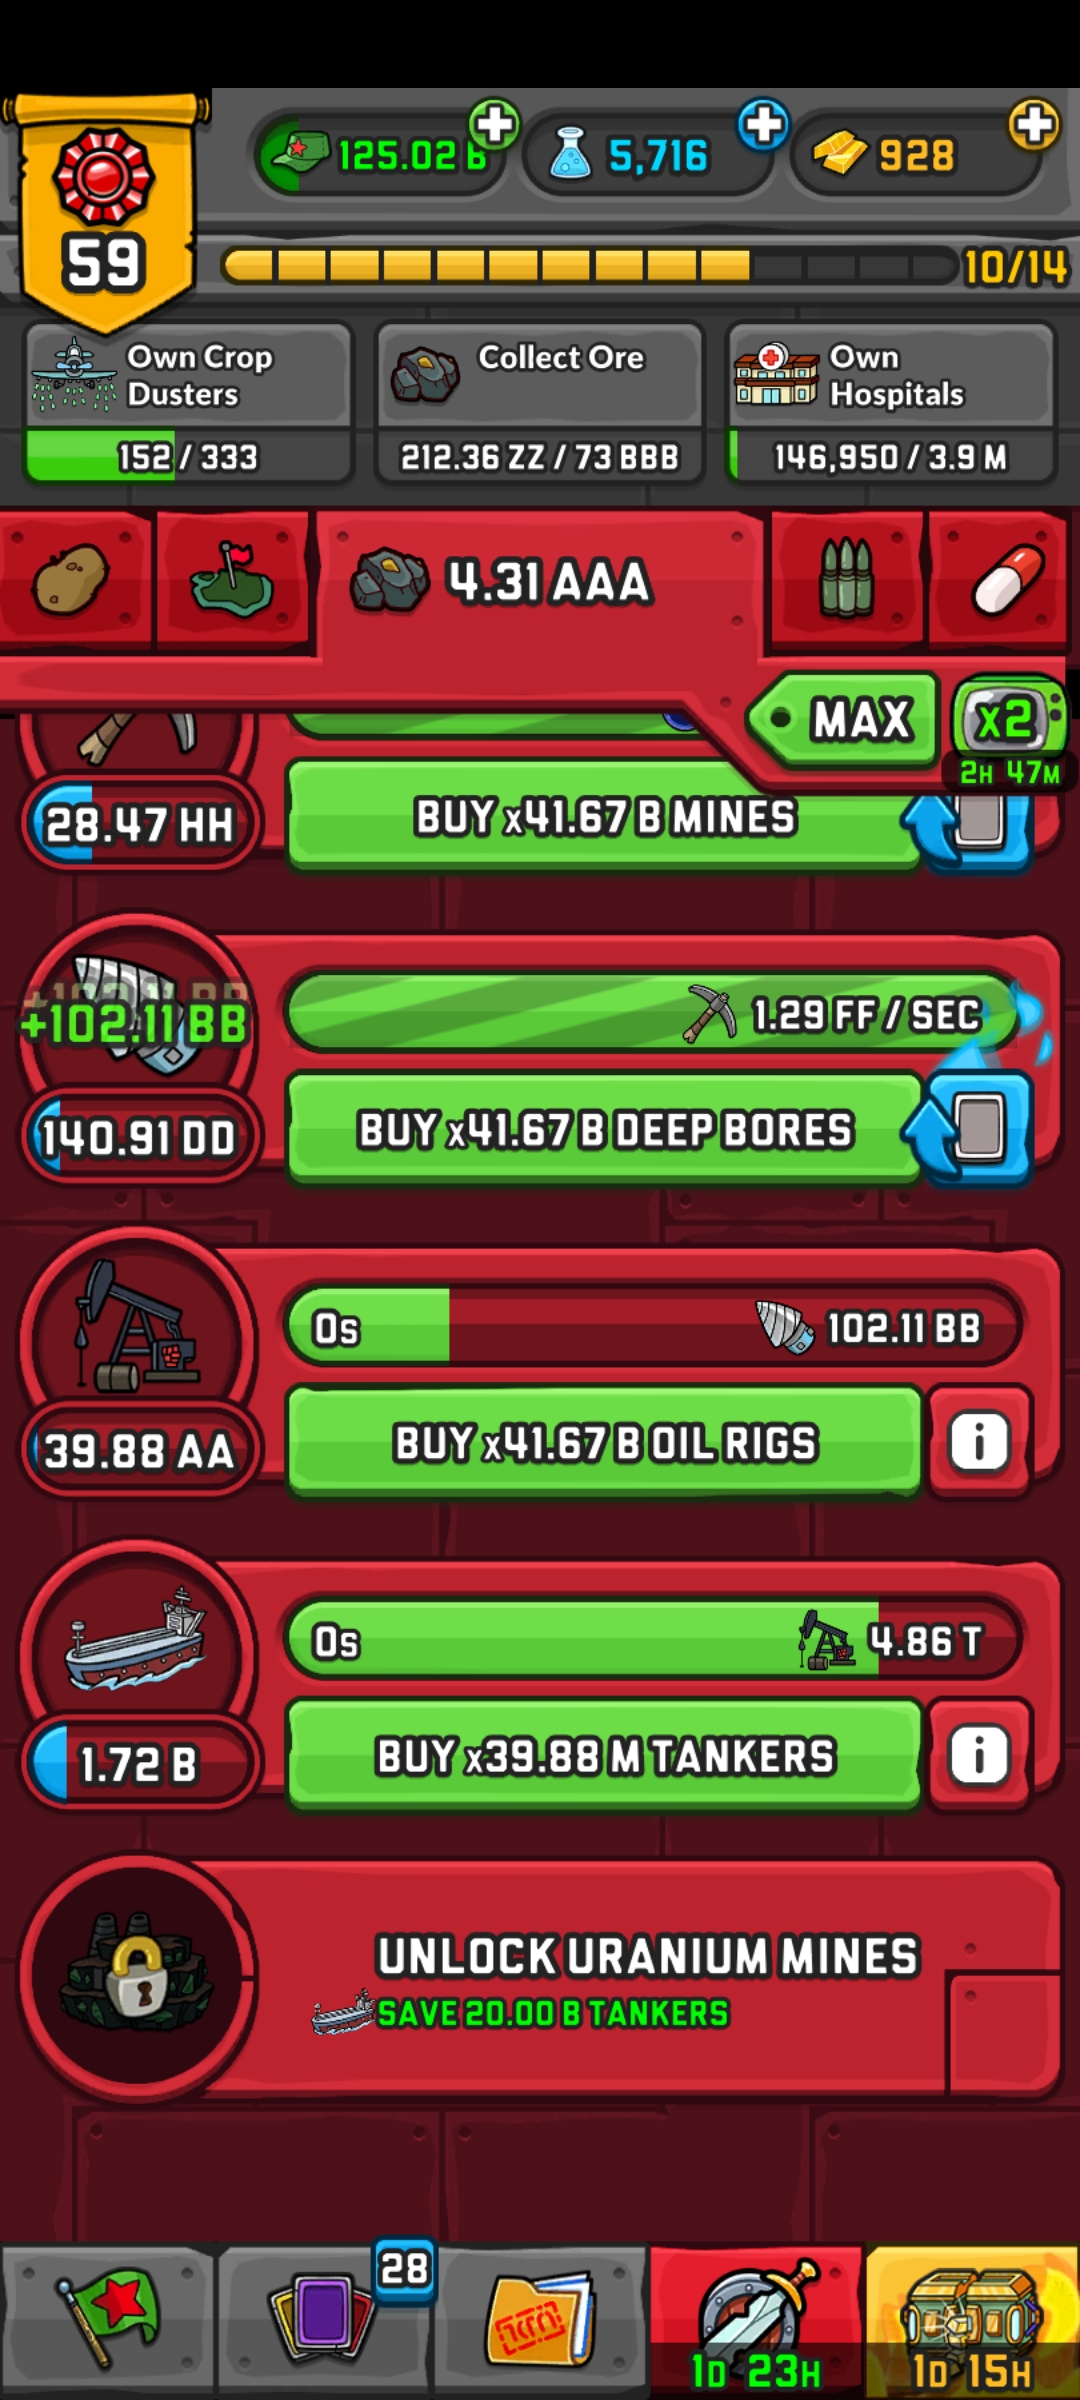 125.02 B
5,716
928
59
10/14
Own Crop
Dusters
152 / 333
Collect Ore
212.36 ZZ / 73 BBB
Own
Hospitals
146,950 / 3.9 M
4.31 AAA
MAX
x2
2H 47M
28.47 HH
BUY x41.67 B MINES
+102.11 BB
+102.11 BB
1.29 FF / SEC
140.91 DD
BUY x41.67 B DEEP BORES
0s
102.11 BB
39.88 AA
BUY x41.67 B OIL RIGS
i
0s
4.86 T
1.72 B
BUY x39.88 M TANKERS
i
UNLOCK URANIUM MINES
SAVE 20.00 B TANKERS
28
1D 23H
1D 15H